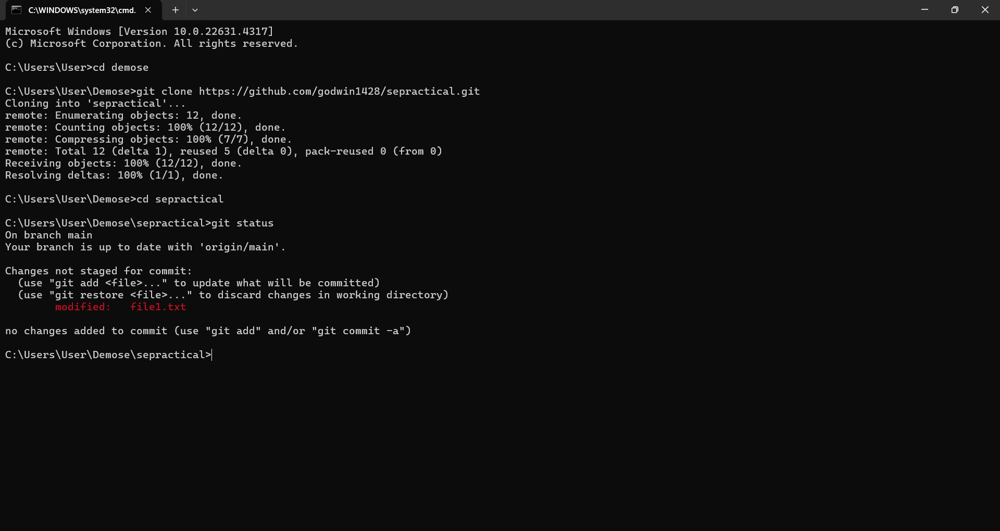 C:\WINDOWS\system32\cmd.
Microsoft Windows [Version 10.0.22631.4317]
(c) Microsoft Corporation. All rights reserved.
C:\Users\User>cd demose
C:\Users\User\Demose>git clone https://github.com/godwin1428/sepractical.git
Cloning into 'sepractical'...
remote: Enumerating objects: 12, done.
remote: Counting objects: 100% (12/12), done.
remote: Compressing objects: 100% (7/7), done.
remote: Total 12 (delta 1), reused 5 (delta 0), pack-reused 0 (from 0)
Receiving objects: 100% (12/12), done.
Resolving deltas: 100% (1/1), done.
C:\Users\User\Demose>cd sepractical
C:\Users\User\Demose\sepractical>git status
On branch main
Your branch is up to date with 'origin/main'.
Changes not staged for commit:
  (use "git add <file>..." to update what will be committed)
  (use "git restore <file>..." to discard changes in working directory)
        modified:   file1.txt
no changes added to commit (use "git add" and/or "git commit -a")
C:\Users\User\Demose\sepractical>